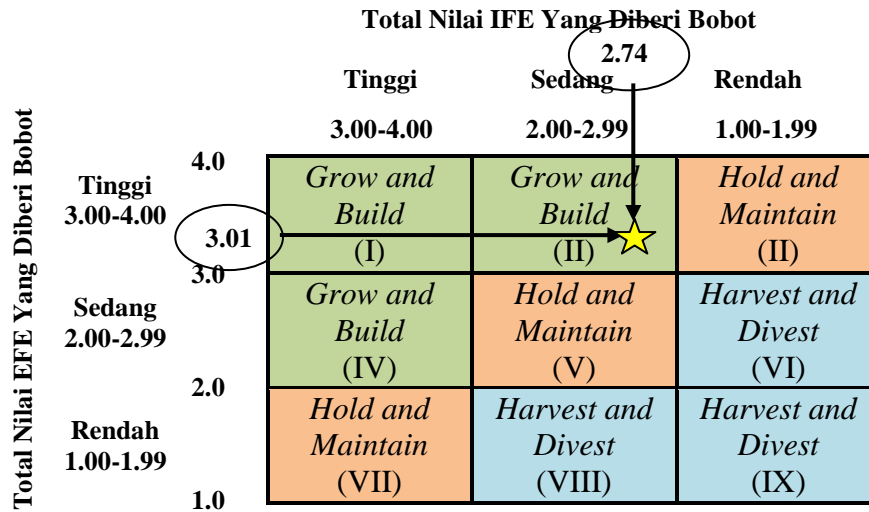 Total Nilai IFE Yang Diberi Bobot
2.74
Tinggi Sedang Rendah
3.00-4.00 2.00-2.99 1.00-1.99
Total Nilai EFE Yang Diberi Bobot
4.0
Tinggi
3.00-4.00
3.01
3.0
Grow and
Build
(I)
Grow and
Build
(II)
Hold and
Maintain
(II)
Sedang
2.00-2.99
2.0
Grow and
Build
(IV)
Hold and
Maintain
(V)
Harvest and
Divest
(VI)
Rendah
1.00-1.99
1.0
Hold and
Maintain
(VII)
Harvest and
Divest
(VIII)
Harvest and
Divest
(IX)